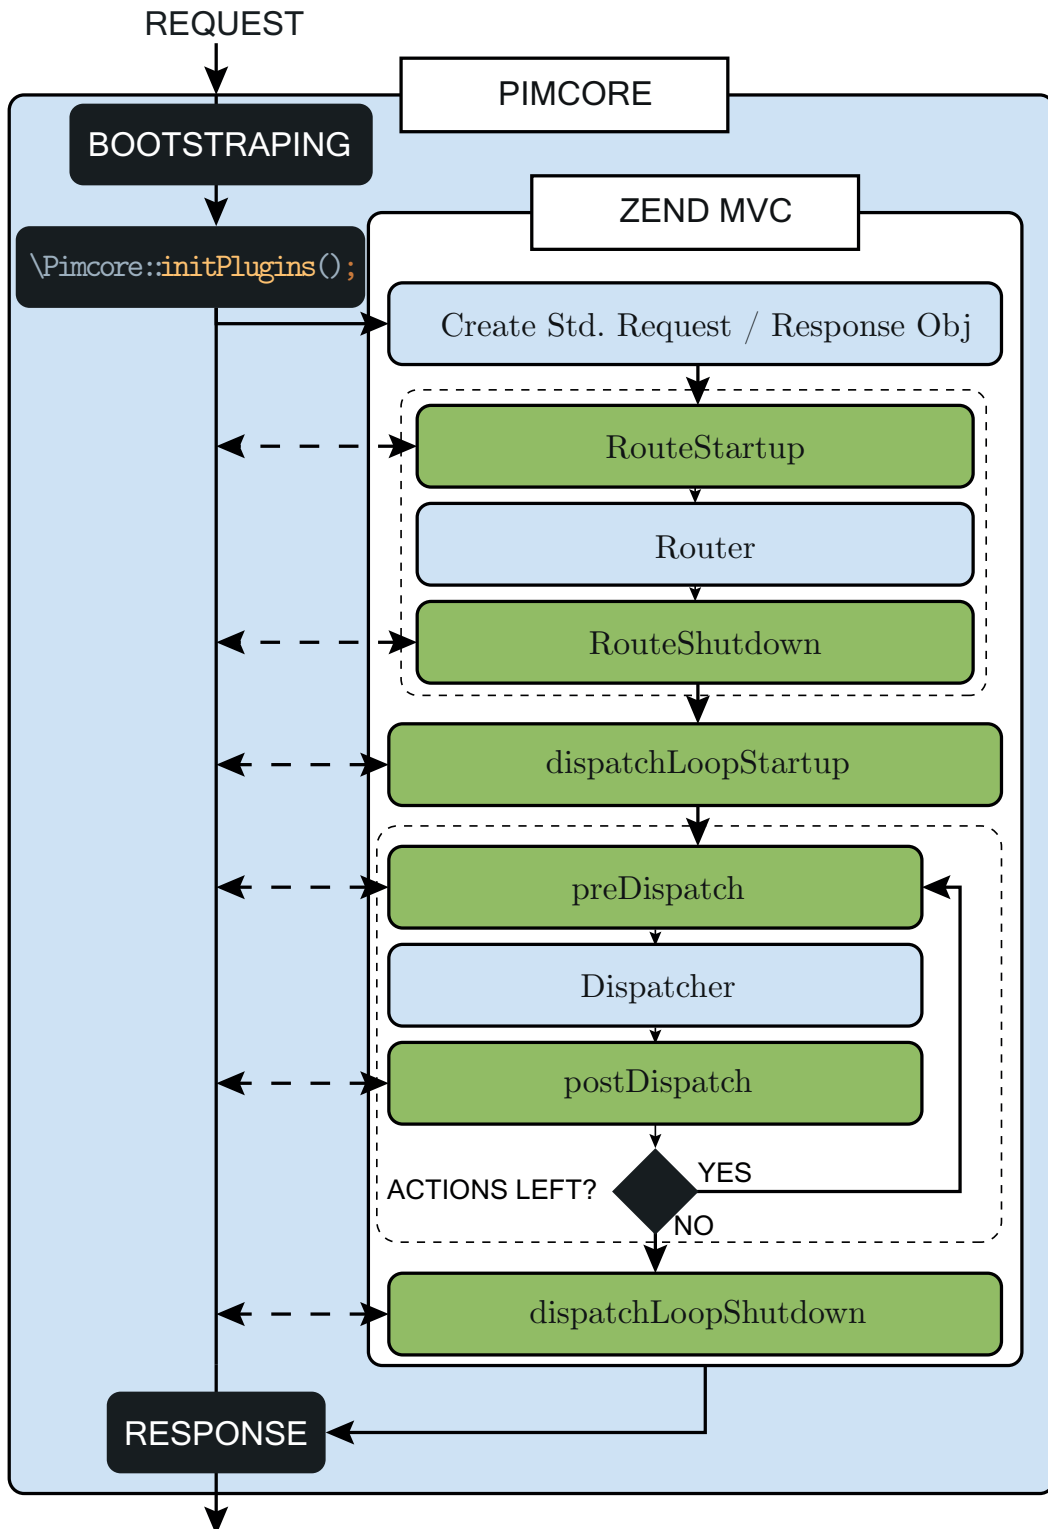 REQUEST
PIMCORE
BOOTSTRAPING
ZEND MVC
\Pimcore::initPlugins();
Create Std. Request / Response Obj
RouteStartup
Router
RouteShutdown
dispatchLoopStartup
preDispatch
Dispatcher
postDispatch
YES
ACTIONS LEFT?
NO
dispatchLoopShutdown
RESPONSE